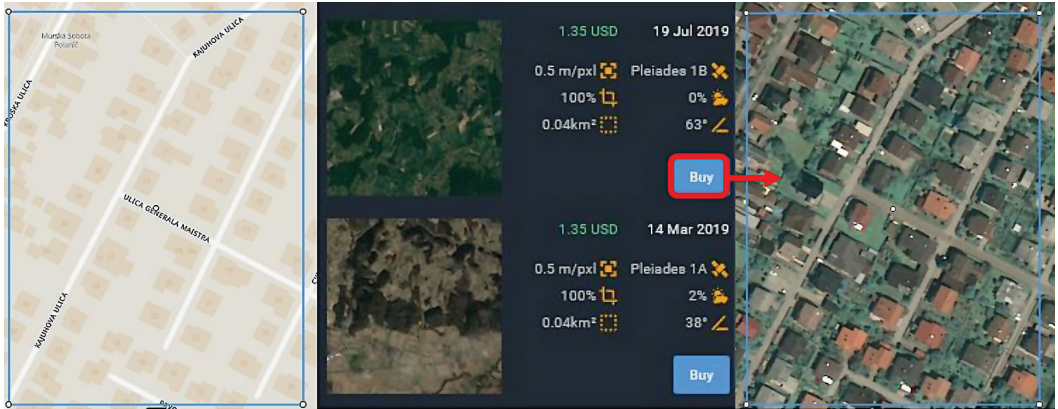 Murska Sobota
Polanič
KAJUHOVA ULICA
KROŠKA ULICA
ULICA GENERALA MAISTRA
KAJUHOVA ULICA
1.35 USD 19 Jul 2019
0.5 m/pxl Pleiades 1B
100% 0%
0.04km² 63°
Buy
1.35 USD 14 Mar 2019
0.5 m/pxl Pleiades 1A
100% 2%
0.04km² 38°
Buy